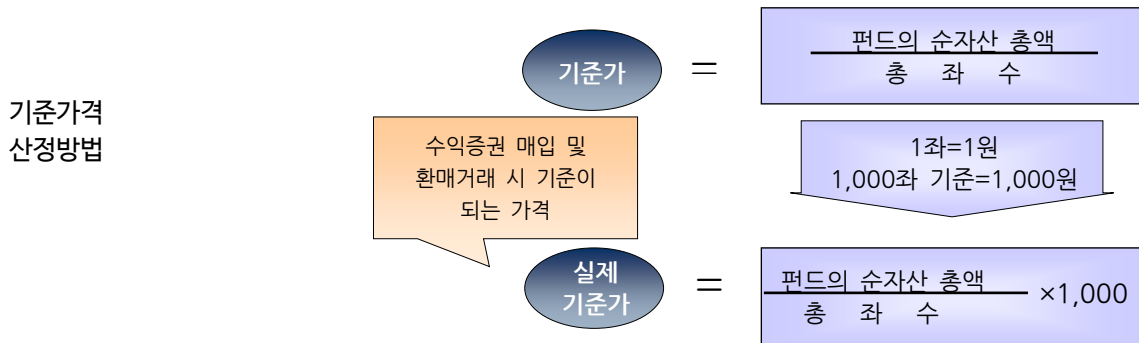 기준가격
산정방법
기준가
=
펀드의 순자산 총액
총 좌 수
수익증권 매입 및
환매거래 시 기준이
되는 가격
1좌=1원
1,000좌 기준=1,000원
실제
기준가
=
펀드의 순자산 총액
총 좌 수
×1,000